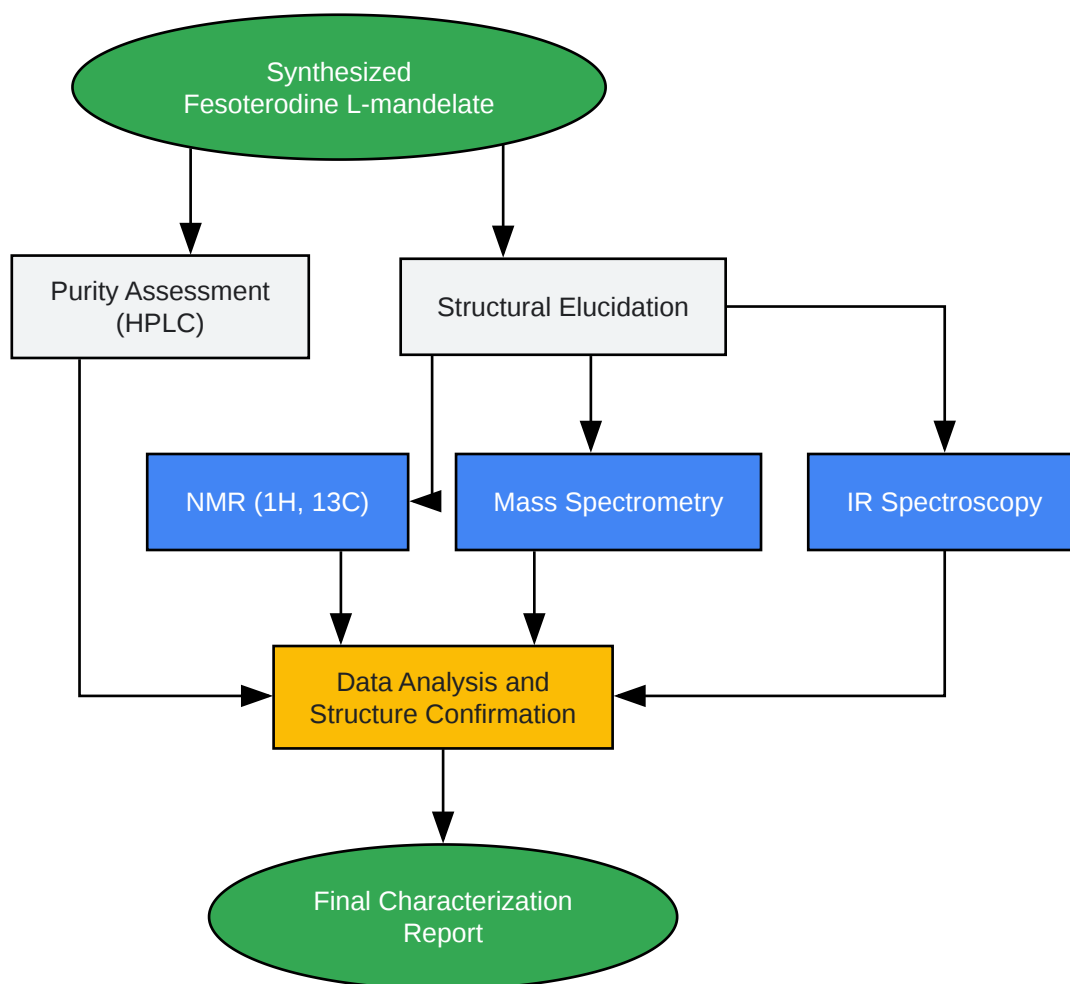 Synthesized
Fesoterodine L-mandelate
Purity Assessment
(HPLC)
Structural Elucidation
NMR (1H, 13C)
Mass Spectrometry
IR Spectroscopy
Data Analysis and
Structure Confirmation
Final Characterization
Report